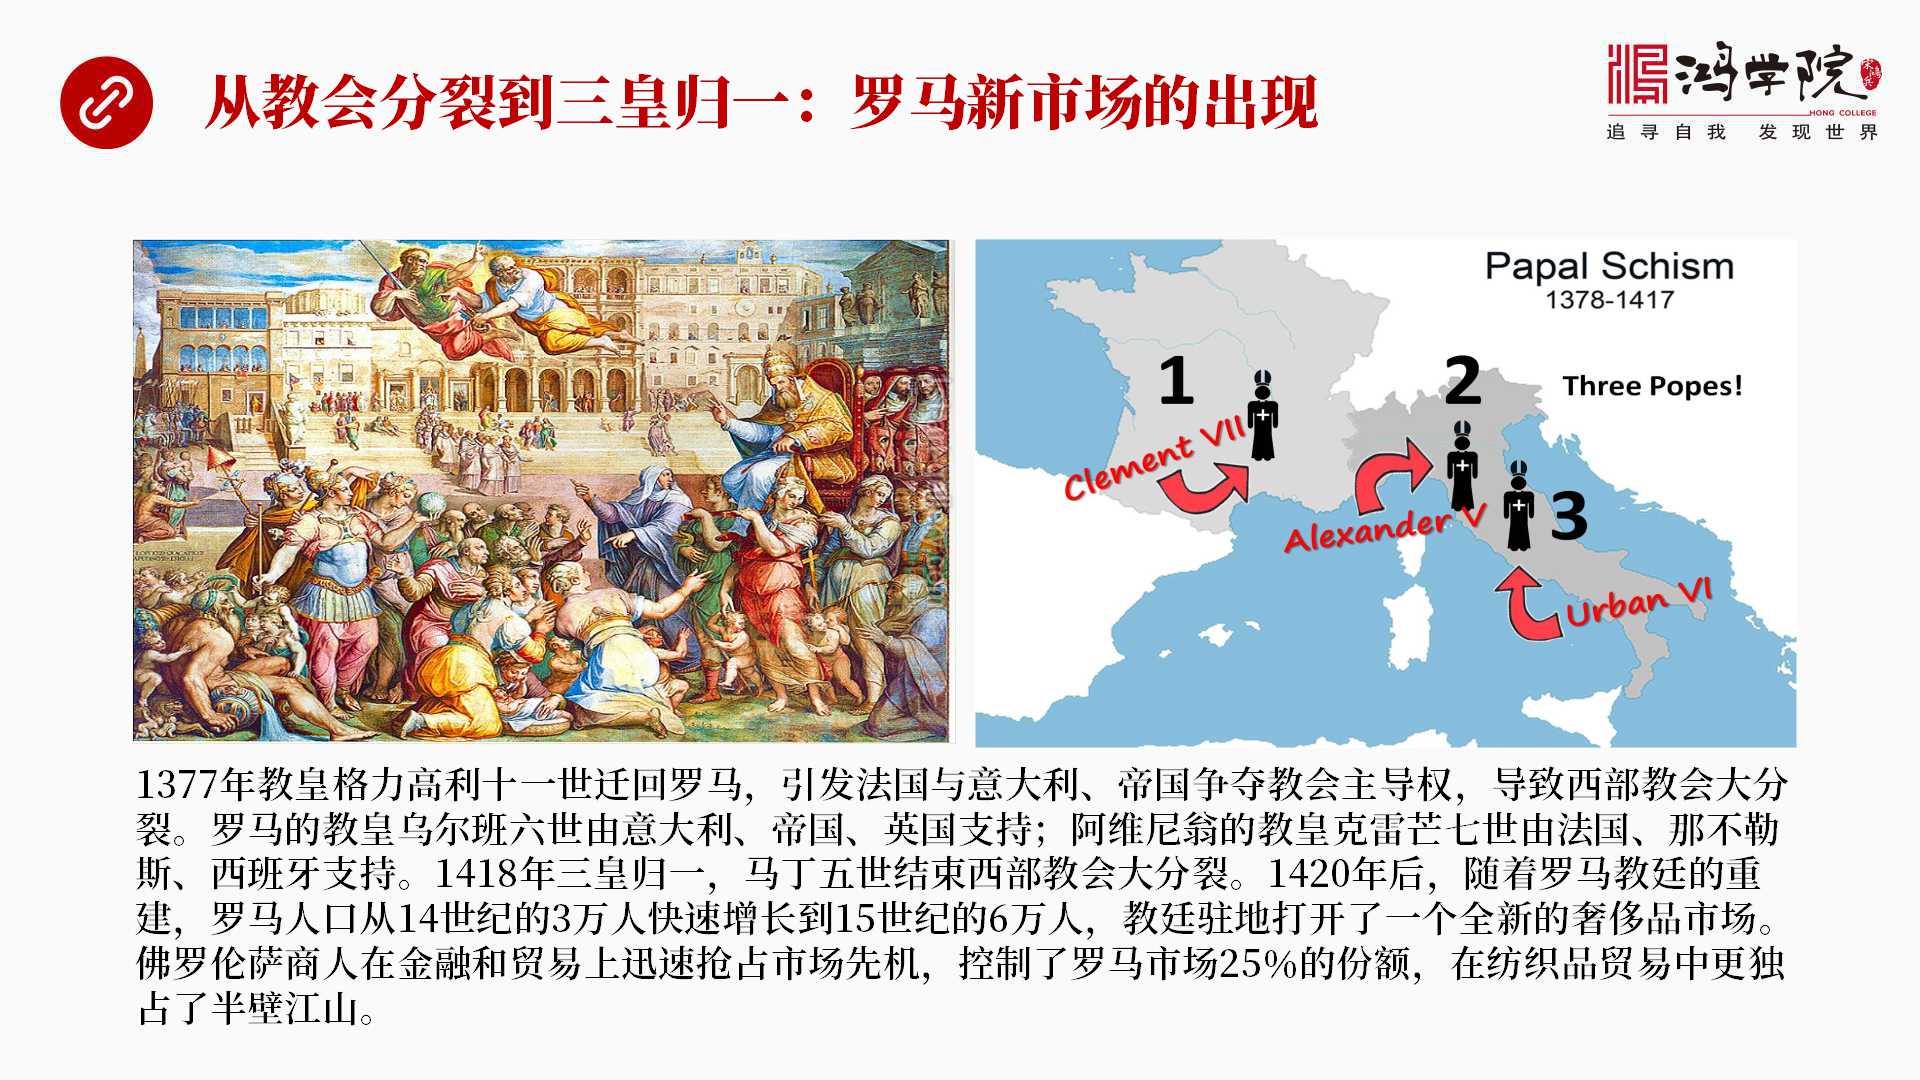 从教会分裂到三皇归一：罗马新市场的出现
鸿学院
宋鸿兵
HONG COLLEGE
追寻自我 发现世界
Papal Schism
1378-1417
Three Popes!
1
Clement VII
2
Alexander V
3
Urban VI
1377年教皇格力高利十一世迁回罗马，引发法国与意大利、帝国争夺教会主导权，导致西部教会大分
裂。罗马的教皇乌尔班六世由意大利、帝国、英国支持；阿维尼翁的教皇克雷芒七世由法国、那不勒
斯、西班牙支持。1418年三皇归一，马丁五世结束西部教会大分裂。1420年后，随着罗马教廷的重
建，罗马人口从14世纪的3万人快速增长到15世纪的6万人，教廷驻地打开了一个全新的奢侈品市场。
佛罗伦萨商人在金融和贸易上迅速抢占市场先机，控制了罗马市场25%的份额，在纺织品贸易中更独
占了半壁江山。